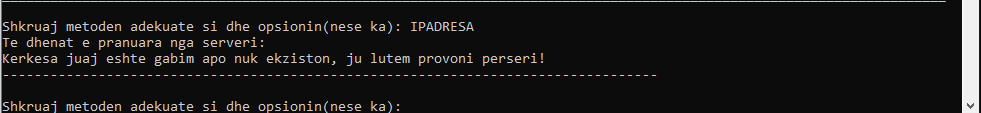 Shkruaj metoden adekuate si dhe opsionin(nese ka): IPADRESA
Te dhenat e pranuara nga serveri:
Kerkesa juaj eshte gabim apo nuk ekziston, ju lutem provoni perseri!
----------------------------------------------------------------------------------
Shkruaj metoden adekuate si dhe opsionin(nese ka):